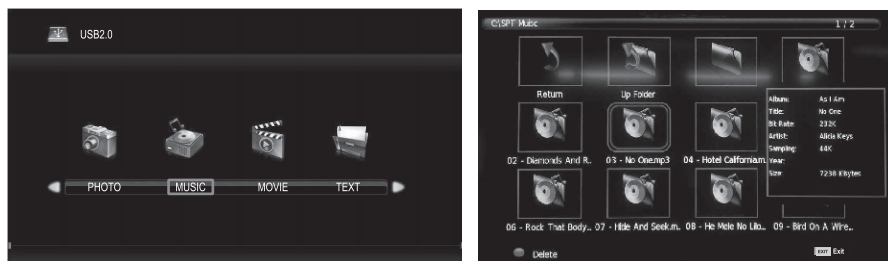 USB2.0
PHOTO MUSIC MOVIE TEXT
C:\SPT Music 1 / 2
Return Up Folder
Album: As I Am
Title: No One
Bit Rate: 232K
Artist: Alicia Keys
Sampling: 44K
Year:
Size: 7238 KBytes
02 - Diamonds And R.. 03 - No One.mp3 04 - Hotel California.m
06 - Rock That Body.. 07 - Hide And Seek.m.. 08 - He Mele No Lilo.. 09 - Bird On A Wire..
Delete EXIT Exit